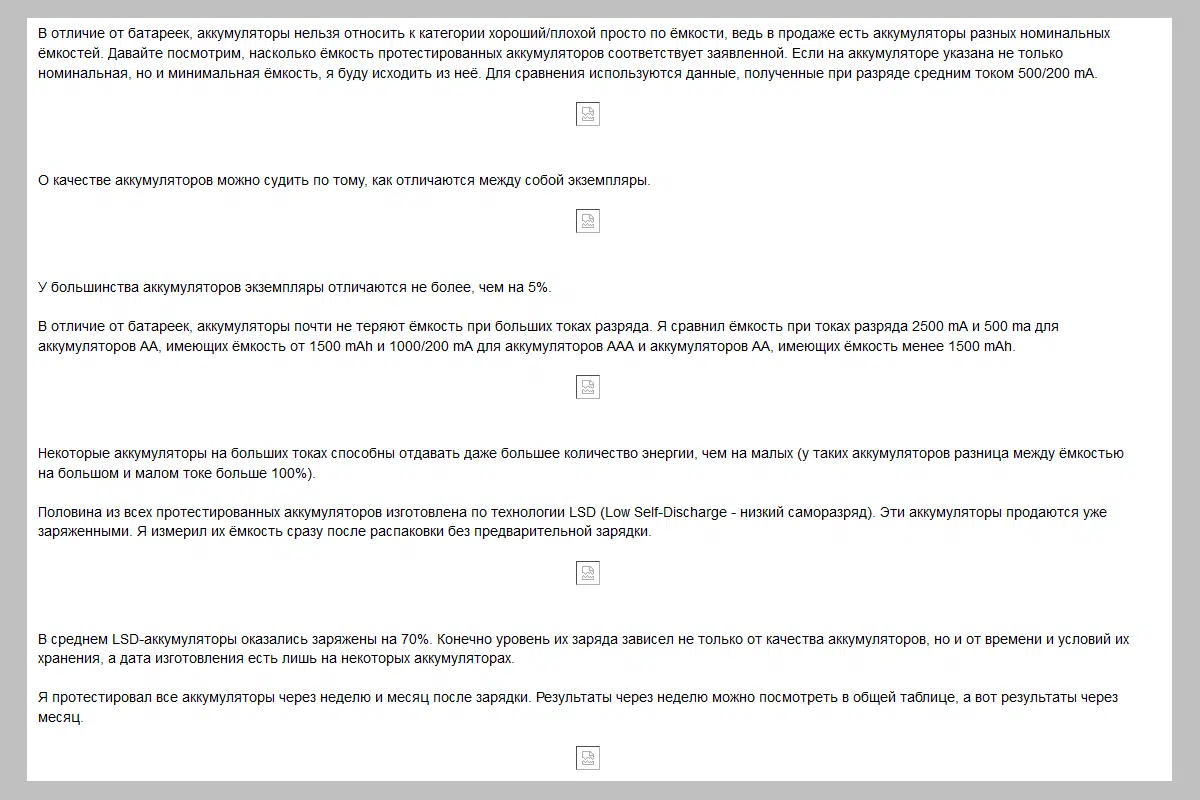 В отличие от батареек, аккумуляторы нельзя относить к категории хороший/плохой просто по ёмкости, ведь в продаже есть аккумуляторы разных номинальных
ёмкостей. Давайте посмотрим, насколько ёмкость протестированных аккумуляторов соответствует заявленной. Если на аккумуляторе указана не только
номинальная, но и минимальная ёмкость, я буду исходить из неё. Для сравнения используются данные, полученные при разряде средним током 500/200 mA.
О качестве аккумуляторов можно судить по тому, как отличаются между собой экземпляры.
У большинства аккумуляторов экземпляры отличаются не более, чем на 5%.
В отличие от батареек, аккумуляторы почти не теряют ёмкость при больших токах разряда. Я сравнил ёмкость при токах разряда 2500 mA и 500 ma для
аккумуляторов AA, имеющих ёмкость от 1500 mAh и 1000/200 mA для аккумуляторов AAA и аккумуляторов AA, имеющих ёмкость менее 1500 mAh.
Некоторые аккумуляторы на больших токах способны отдавать даже большее количество энергии, чем на малых (у таких аккумуляторов разница между ёмкостью
на большом и малом токе больше 100%).
Половина из всех протестированных аккумуляторов изготовлена по технологии LSD (Low Self-Discharge - низкий саморазряд). Эти аккумуляторы продаются уже
заряженными. Я измерил их ёмкость сразу после распаковки без предварительной зарядки.
В среднем LSD-аккумуляторы оказались заряжены на 70%. Конечно уровень их заряда зависел не только от качества аккумуляторов, но и от времени и условий их
хранения, а дата изготовления есть лишь на некоторых аккумуляторах.
Я протестировал все аккумуляторы через неделю и месяц после зарядки. Результаты через неделю можно посмотреть в общей таблице, а вот результаты через
месяц.